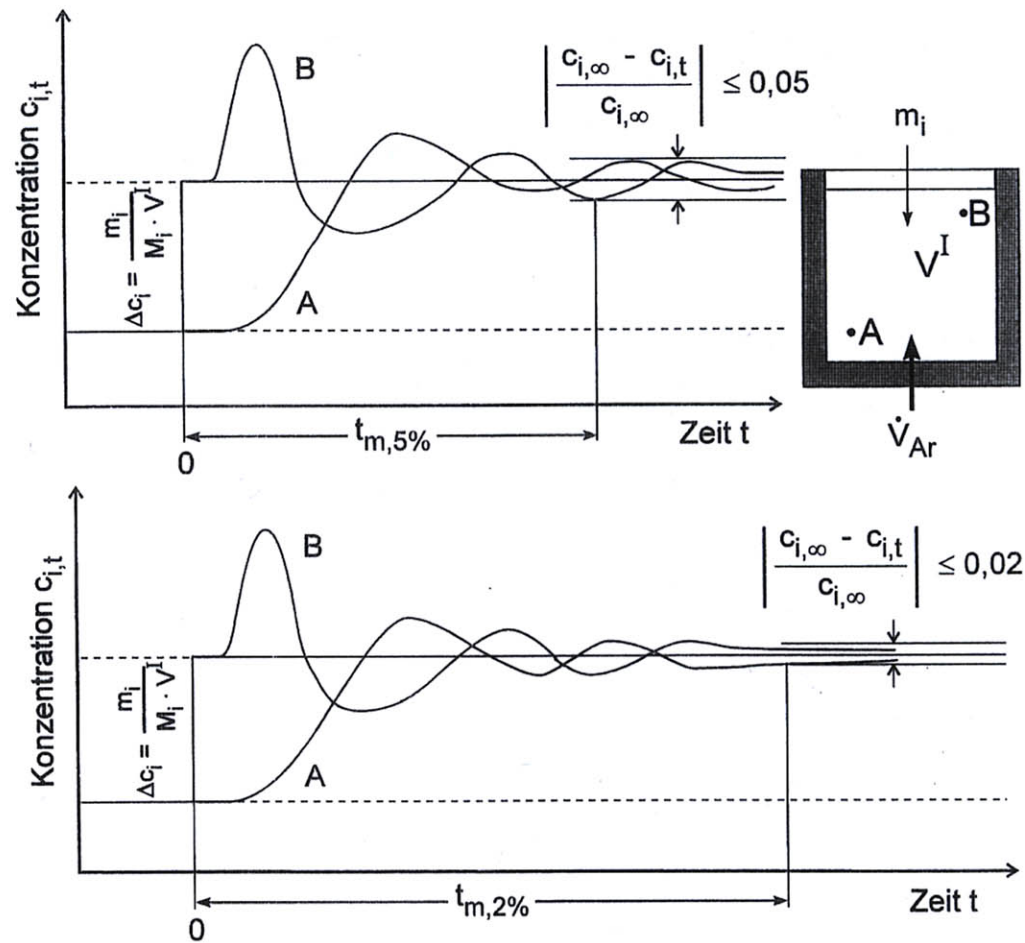 Konzentration c_i,t
Δc_i = m_i / (M_i · V^I)
B
A
| (c_i,∞ - c_i,t) / c_i,∞ | ≤ 0,05
t_m,5%
Zeit t
0
m_i
•B
V^I
•A
V̇_Ar
Konzentration c_i,t
Δc_i = m_i / (M_i · V^I)
B
A
| (c_i,∞ - c_i,t) / c_i,∞ | ≤ 0,02
t_m,2%
Zeit t
0